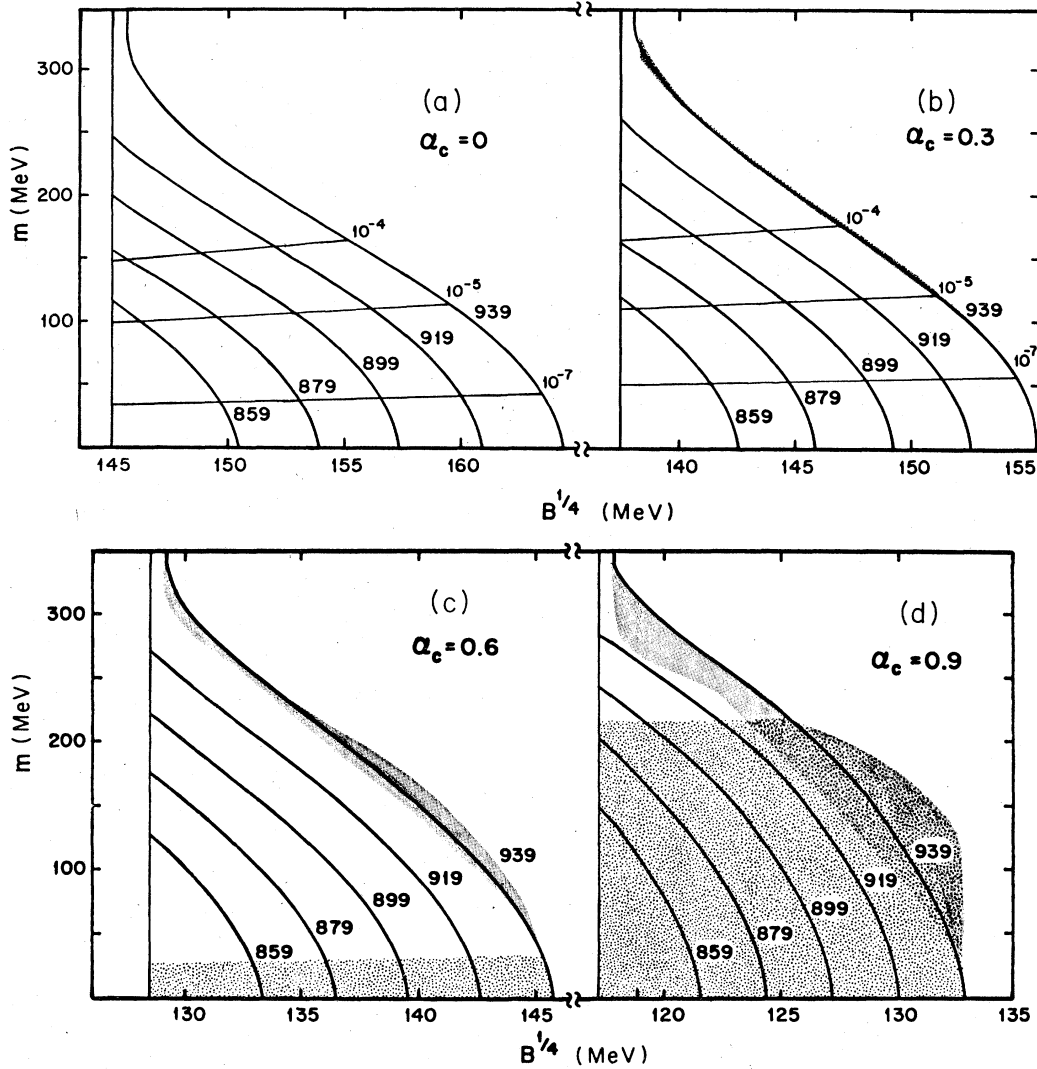 300
200
100
m (MeV)
(a)
α_c = 0
10⁻⁴
10⁻⁵
10⁻⁷
939
919
899
879
859
145 150 155 160
(b)
α_c = 0.3
10⁻⁴
10⁻⁵
10⁻⁷
939
919
899
879
859
140 145 150 155
B^1/4 (MeV)
300
200
100
m (MeV)
(c)
α_c = 0.6
939
919
899
879
859
130 135 140 145
(d)
α_c = 0.9
939
919
899
879
859
120 125 130 135
B^1/4 (MeV)